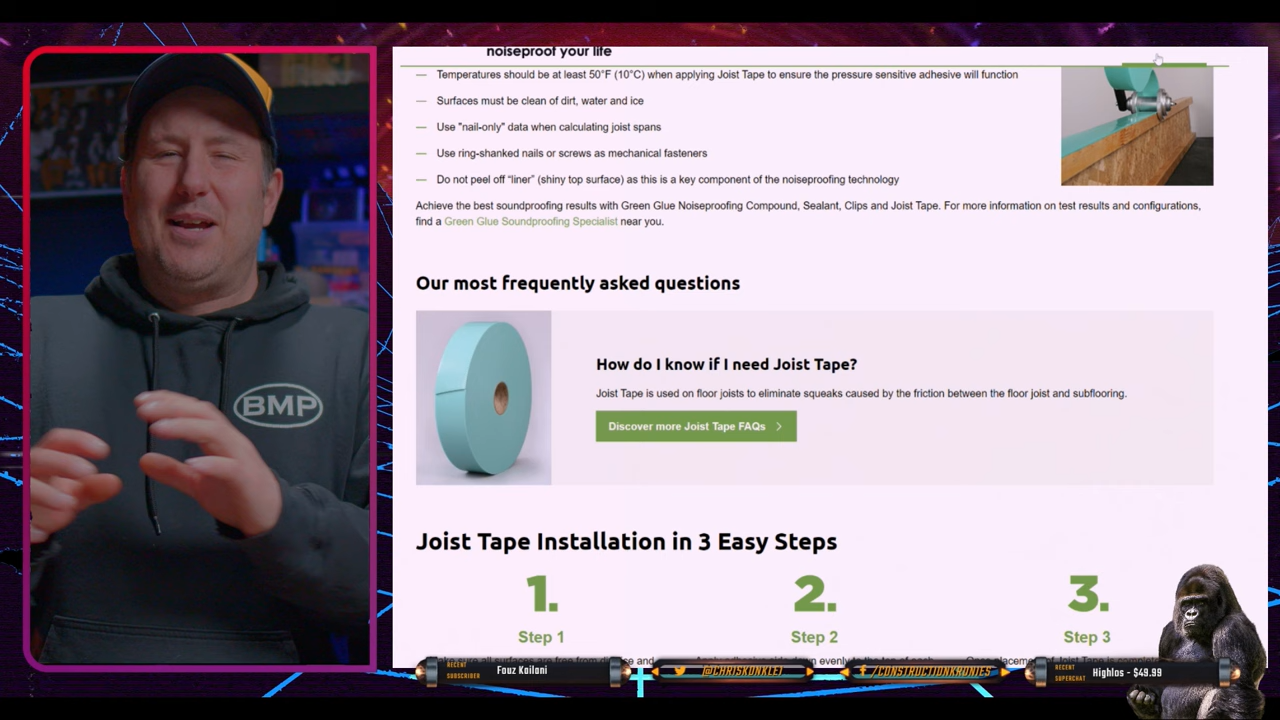 noiseproof your life
— Temperatures should be at least 50°F (10°C) when applying Joist Tape to ensure the pressure sensitive adhesive will function
— Surfaces must be clean of dirt, water and ice
— Use "nail-only" data when calculating joist spans
— Use ring-shanked nails or screws as mechanical fasteners
— Do not peel off “liner” (shiny top surface) as this is a key component of the noiseproofing technology
Achieve the best soundproofing results with Green Glue Noiseproofing Compound, Sealant, Clips and Joist Tape. For more information on test results and configurations,
find a Green Glue Soundproofing Specialist near you.
Our most frequently asked questions
How do I know if I need Joist Tape?
Joist Tape is used on floor joists to eliminate squeaks caused by the friction between the floor joist and subflooring.
Discover more Joist Tape FAQs
BMP
Joist Tape Installation in 3 Easy Steps
1. 2. 3.
Step 1 Step 2 Step 3
RECENT SUBSCRIBER Fouz Kailani
@CHRISKONKLE1
/CONSTRUCTIONKRONIES
RECENT SUPERCHAT Highlos - $49.99